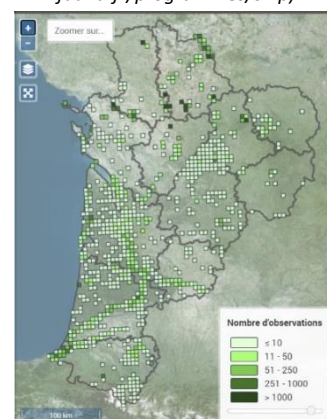 +
Zoomer sur...
−
Nombre d'observations
≤ 10
11 - 50
51 - 250
251 - 1000
> 1000
100 km